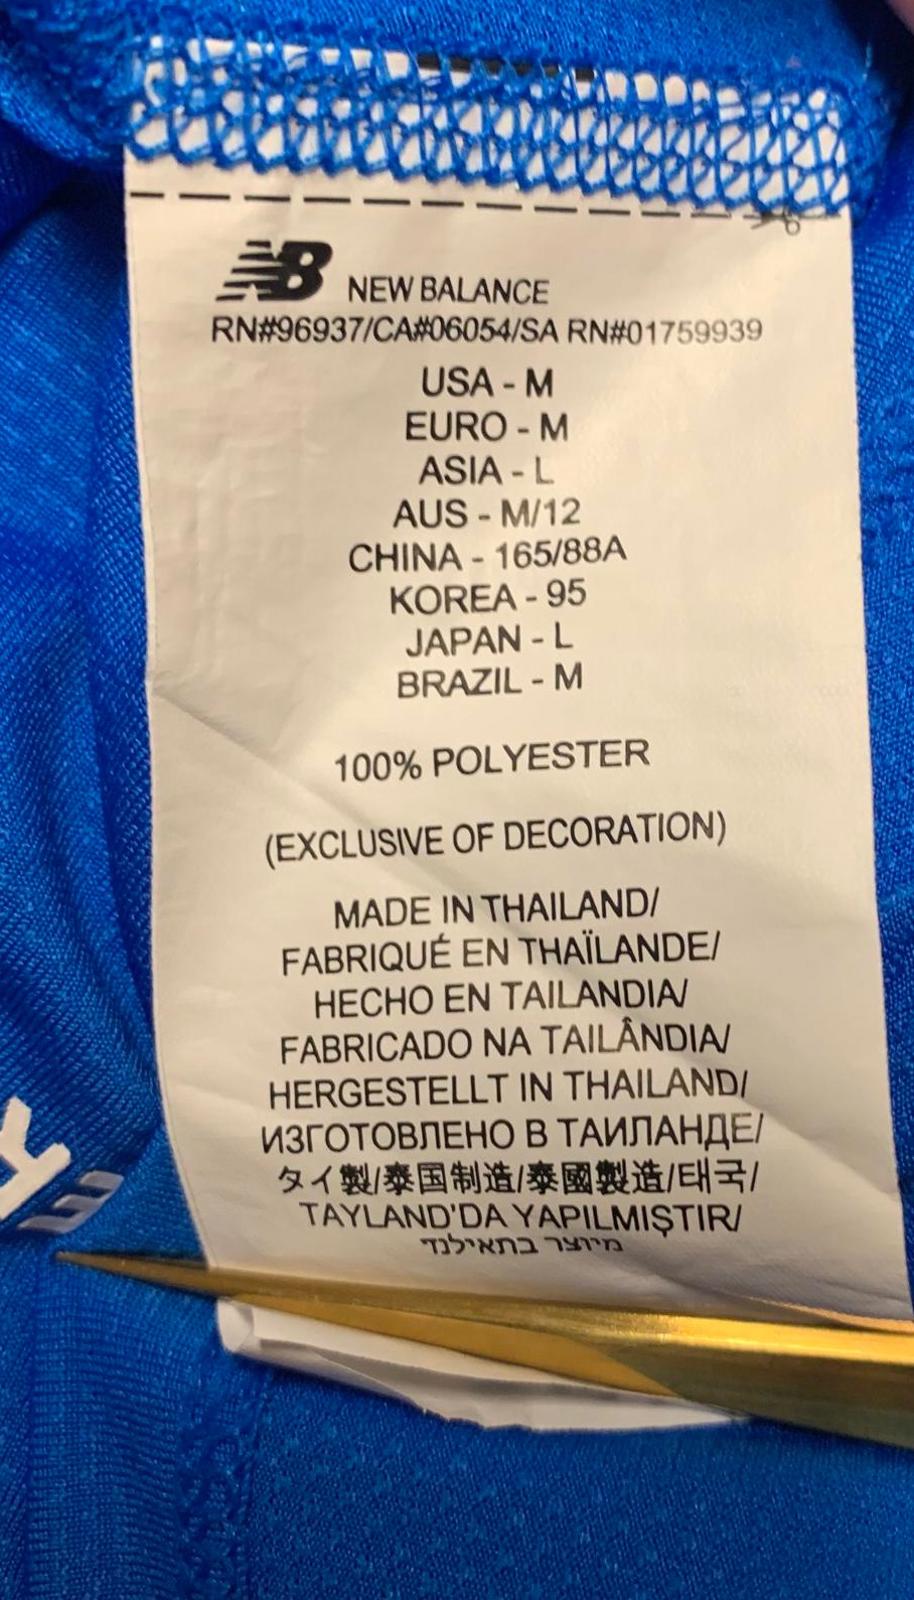 NB NEW BALANCE
RN#96937/CA#06054/SA RN#01759939
USA - M
EURO - M
ASIA - L
AUS - M/12
CHINA - 165/88A
KOREA - 95
JAPAN - L
BRAZIL - M
100% POLYESTER
(EXCLUSIVE OF DECORATION)
MADE IN THAILAND/
FABRIQUÉ EN THAÏLANDE/
HECHO EN TAILANDIA/
FABRICADO NA TAILÂNDIA/
HERGESTELLT IN THAILAND/
ИЗГОТОВЛЕНО В ТАИЛАНДЕ/
タイ製/泰国制造/泰國製造/태국/
TAYLAND'DA YAPILMIŞTIR/
מיוצר בתאילנד